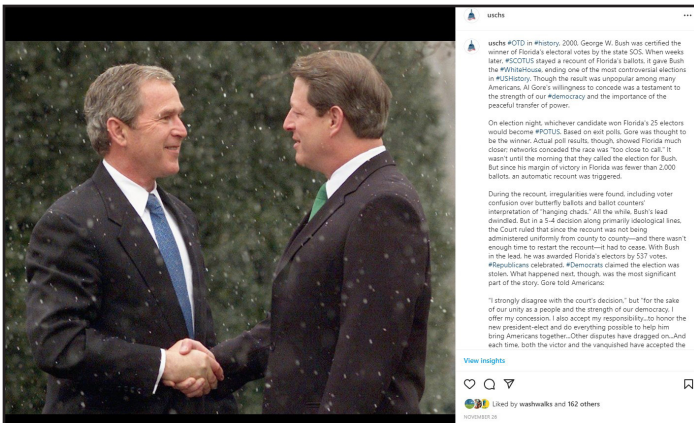 uschs
uschs #OTD in #history, 2000, George W. Bush was certified the
winner of Florida's electoral votes by the state SOS. When weeks
later, #SCOTUS stayed a recount of Florida's ballots, it gave Bush
the #WhiteHouse, ending one of the most controversial elections
in #USHistory. Though the result was unpopular among many
Americans, Al Gore's willingness to concede was a testament to
the strength of our #democracy and the importance of the
peaceful transfer of power.
On election night, whichever candidate won Florida's 25 electors
would become #POTUS. Based on exit polls, Gore was thought to
be the winner. Actual poll results, though, showed Florida much
closer; networks conceded the race was "too close to call." It
wasn't until the morning that they called the election for Bush.
But since his margin of victory in Florida was fewer than 2,000
ballots, an automatic recount was triggered.
During the recount, irregularities were found, including voter
confusion over butterfly ballots and ballot counters'
interpretation of "hanging chads." All the while, Bush's lead
dwindled. But in a 5-4 decision along primarily ideological lines,
the Court ruled that since the recount was not being
administered uniformly from county to county—and there wasn't
enough time to restart the recount—it had to cease. With Bush
in the lead, he was awarded Florida's electors by 537 votes.
#Republicans celebrated. #Democrats claimed the election was
stolen. What happened next, though, was the most significant
part of the story. Gore told Americans:
"I strongly disagree with the court's decision," but "for the sake
of our unity as a people and the strength of our democracy, I
offer my concession. I also accept my responsibility...to honor the
new president-elect and do everything possible to help him
bring Americans together...Other disputes have dragged on...And
each time, both the victor and the vanquished have accepted the
View insights
Liked by washwalks and 162 others
NOVEMBER 26